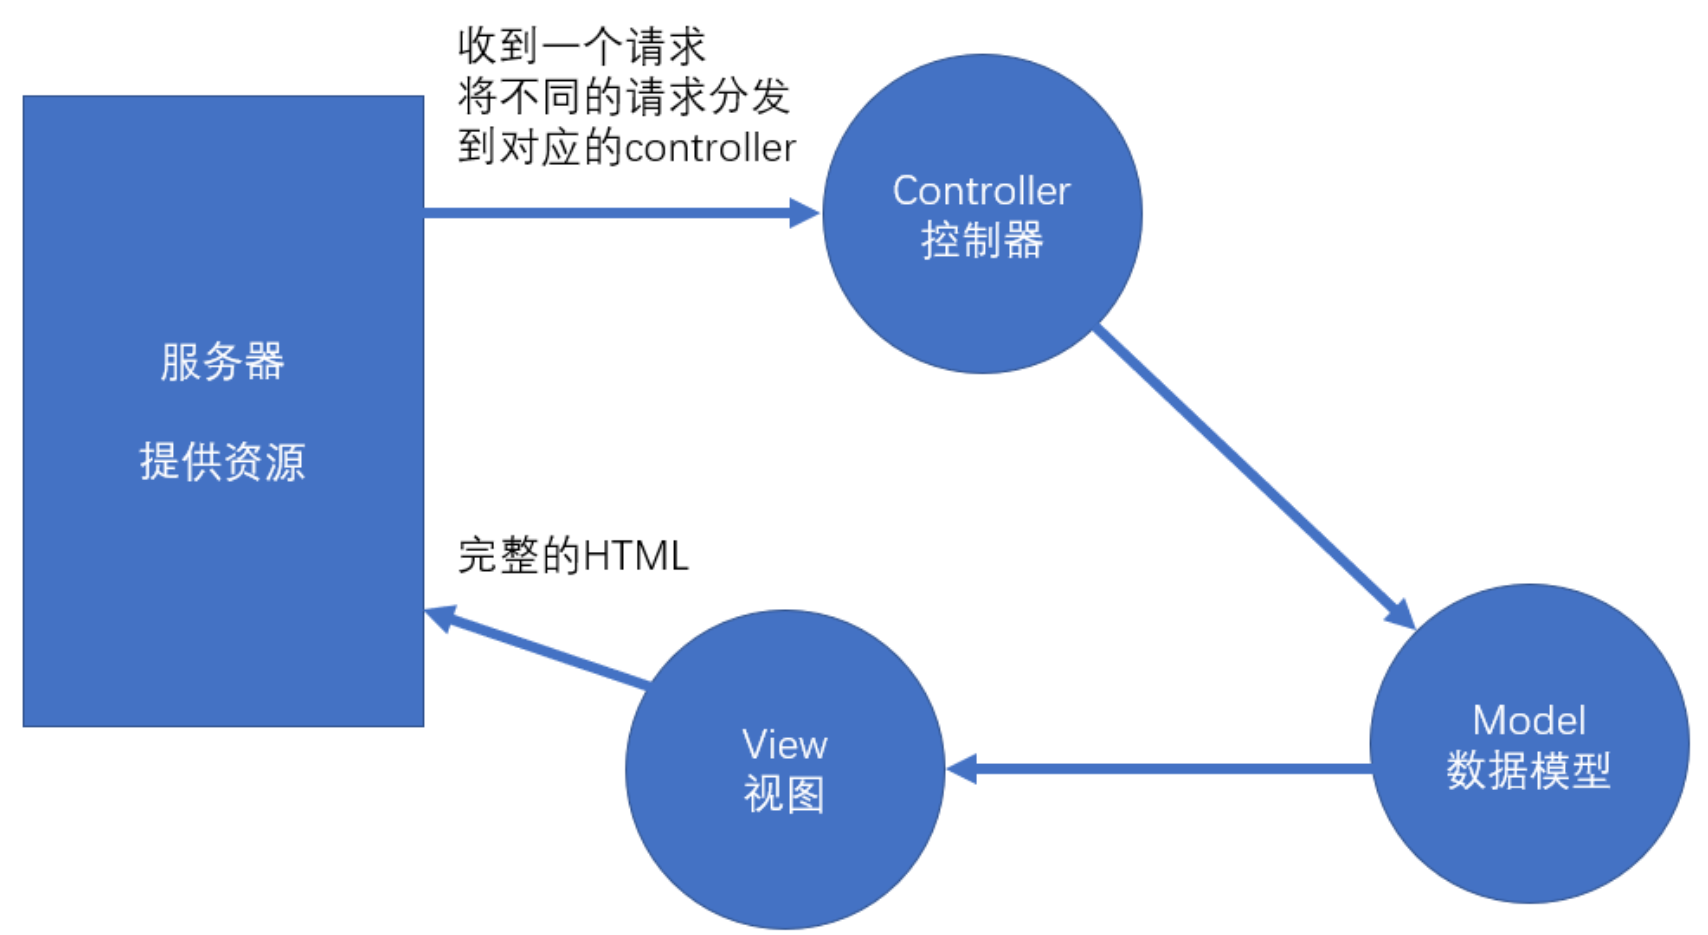 收到一个请求
将不同的请求分发
到对应的controller
Controller
控制器
服务器
提供资源
完整的HTML
View
视图
Model
数据模型